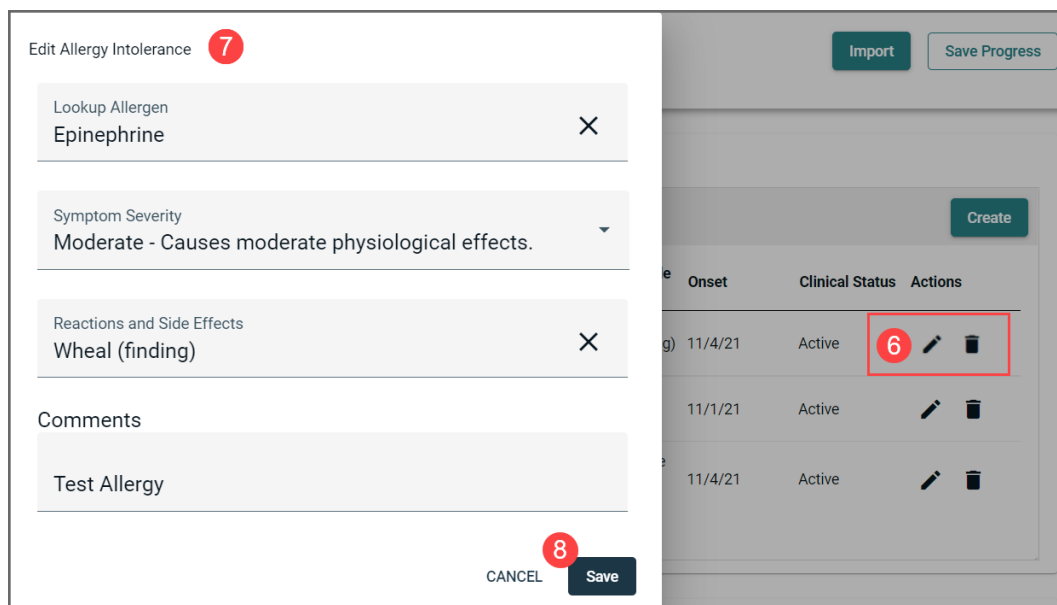 Edit Allergy Intolerance 7
Lookup Allergen
Epinephrine
Symptom Severity
Moderate - Causes moderate physiological effects.
Reactions and Side Effects
Wheal (finding)
Comments
Test Allergy
8
CANCEL Save
Import Save Progress
Create
Onset Clinical Status Actions
11/4/21 Active 6
11/1/21 Active
11/4/21 Active